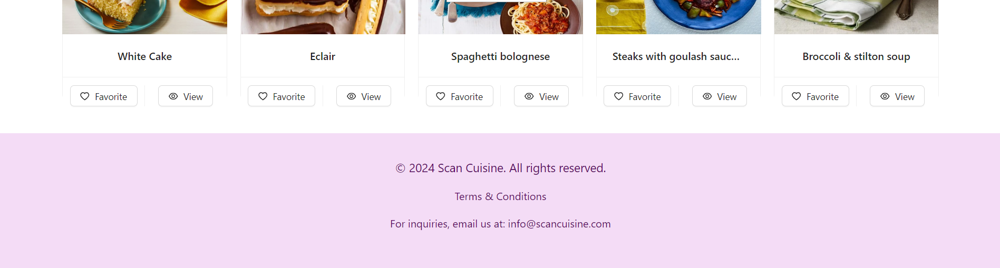 White Cake
Eclair
Spaghetti bolognese
Steaks with goulash sauc...
Broccoli & stilton soup
Favorite
View
Favorite
View
Favorite
View
Favorite
View
Favorite
View
© 2024 Scan Cuisine. All rights reserved.
Terms & Conditions
For inquiries, email us at: info@scancuisine.com